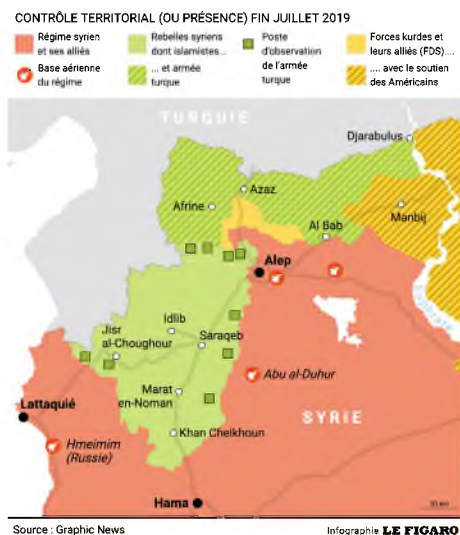 CONTRÔLE TERRITORIAL (OU PRÉSENCE) FIN JUILLET 2019
Régime syrien
et ses alliés
Base aérienne
du régime
Rebelles syriens
dont islamistes...
... et armée
turque
Poste
d'observation
de l'armée
turque
Forces kurdes et
leurs alliés (FDS)....
.... avec le soutien
des Américains
TURQUIE
Djarabulus
Azaz
Afrine
Manbij
Al Bab
Alep
Euphrate
Idlib
Jisr
al-Choughour
Saraqeb
Abu al-Duhur
Marat
en-Noman
Lattaquié
SYRIE
Khan Cheikhoun
Hmeimim
(Russie)
Hama
Source : Graphic News
Infographie LE FIGARO